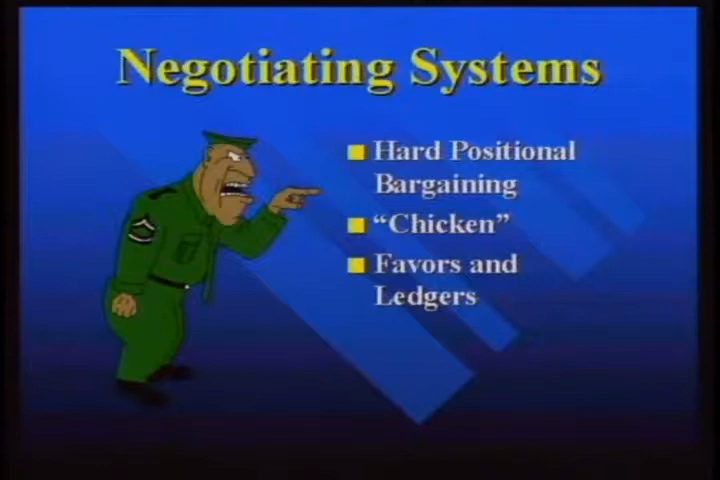 Negotiating Systems
Hard Positional
Bargaining
“Chicken”
Favors and
Ledgers